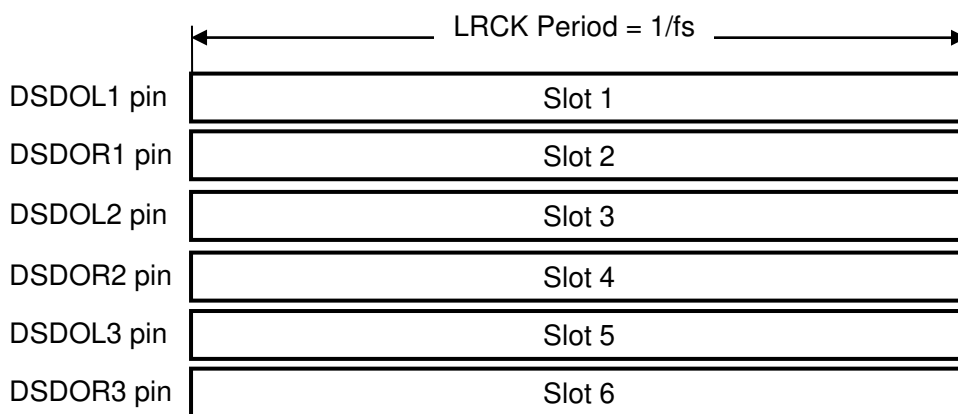 LRCK Period = 1/fs
DSDOL1 pin Slot 1
DSDOR1 pin Slot 2
DSDOL2 pin Slot 3
DSDOR2 pin Slot 4
DSDOL3 pin Slot 5
DSDOR3 pin Slot 6